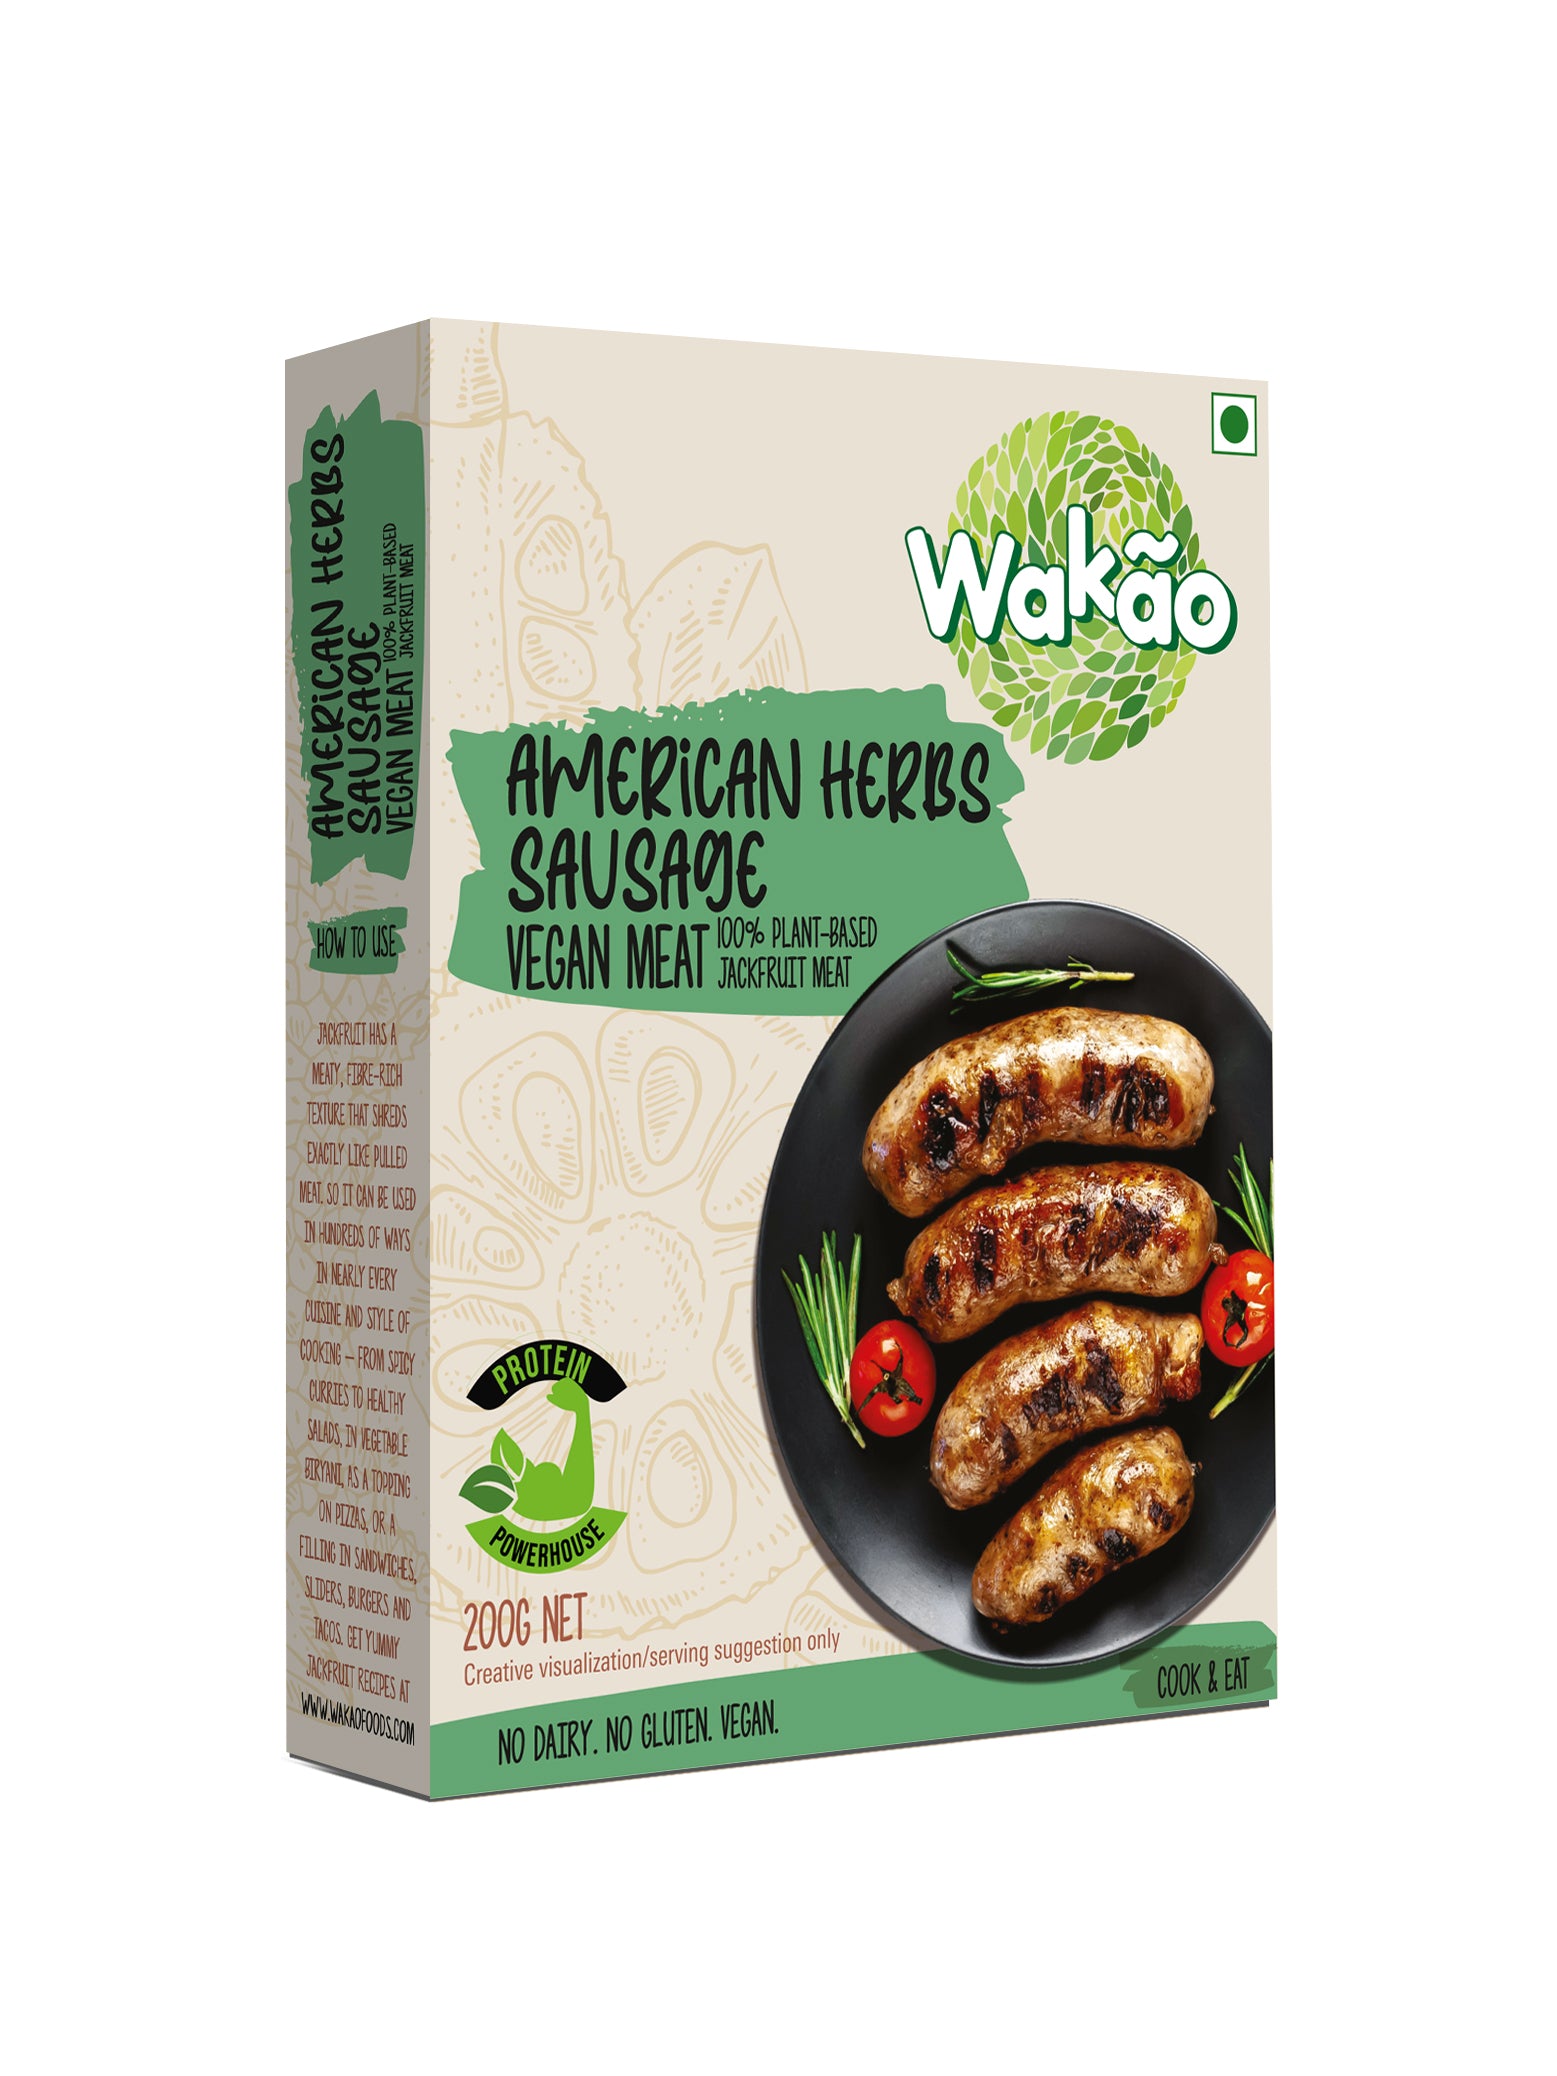 AMERICAN HERBS
SAUSAGE
VEGAN MEAT 100% PLANT-BASED
JACKFRUIT MEAT
HOW TO USE
JACKFRUIT HAS A
MEATY, FIBRE-RICH
TEXTURE THAT SHREDS
EXACTLY LIKE PULLED
MEAT. SO IT CAN BE USED
IN HUNDREDS OF WAYS
IN NEARLY EVERY
CUISINE AND STYLE OF
COOKING – FROM SPICY
CURRIES TO HEALTHY
SALADS, IN VEGETABLE
BIRYANI, AS A TOPPING
ON PIZZAS, OR A
FILLING IN SANDWICHES,
SLIDERS, BURGERS AND
TACOS. GET YUMMY
JACKFRUIT RECIPES AT
WWW.WAKAOFOODS.COM
Wakão
AMERICAN HERBS
SAUSAGE
VEGAN MEAT 100% PLANT-BASED
JACKFRUIT MEAT
PROTEIN
POWERHOUSE
200G NET
Creative visualization/serving suggestion only
COOK & EAT
NO DAIRY. NO GLUTEN. VEGAN.